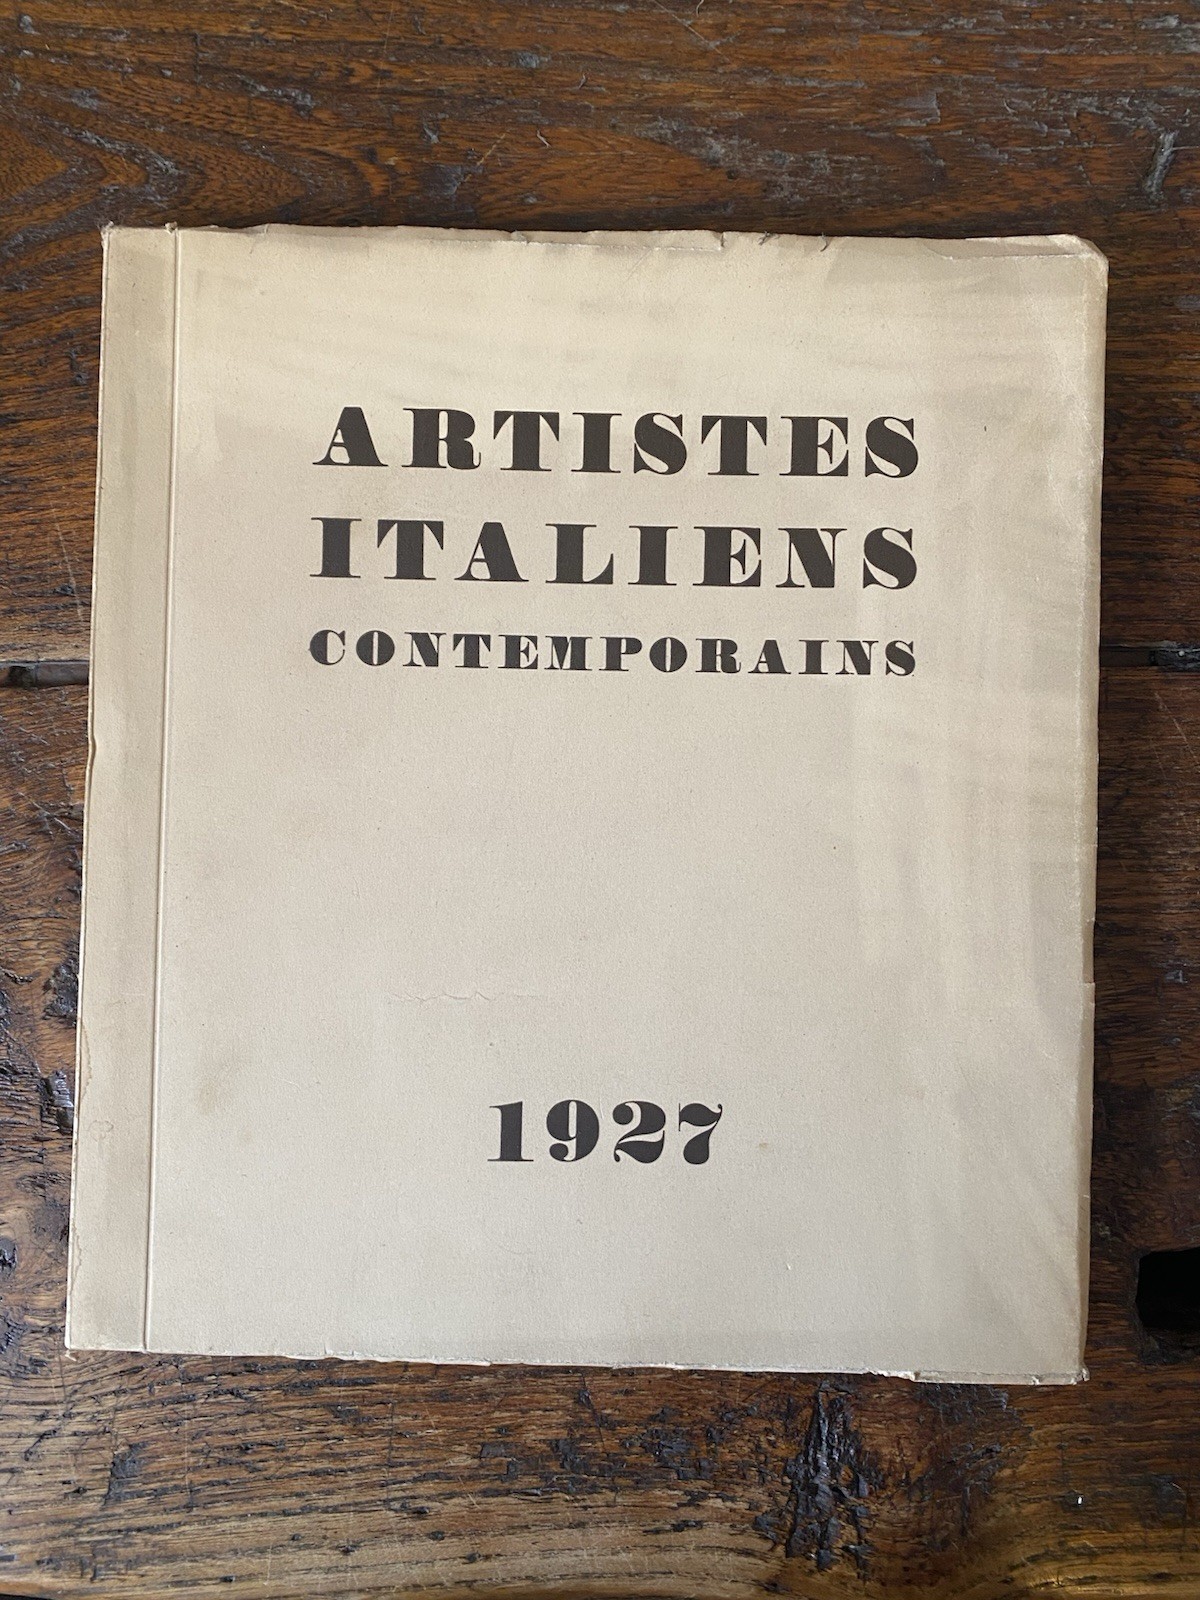 ARTISTES
ITALIENS
CONTEMPORAINS
1927